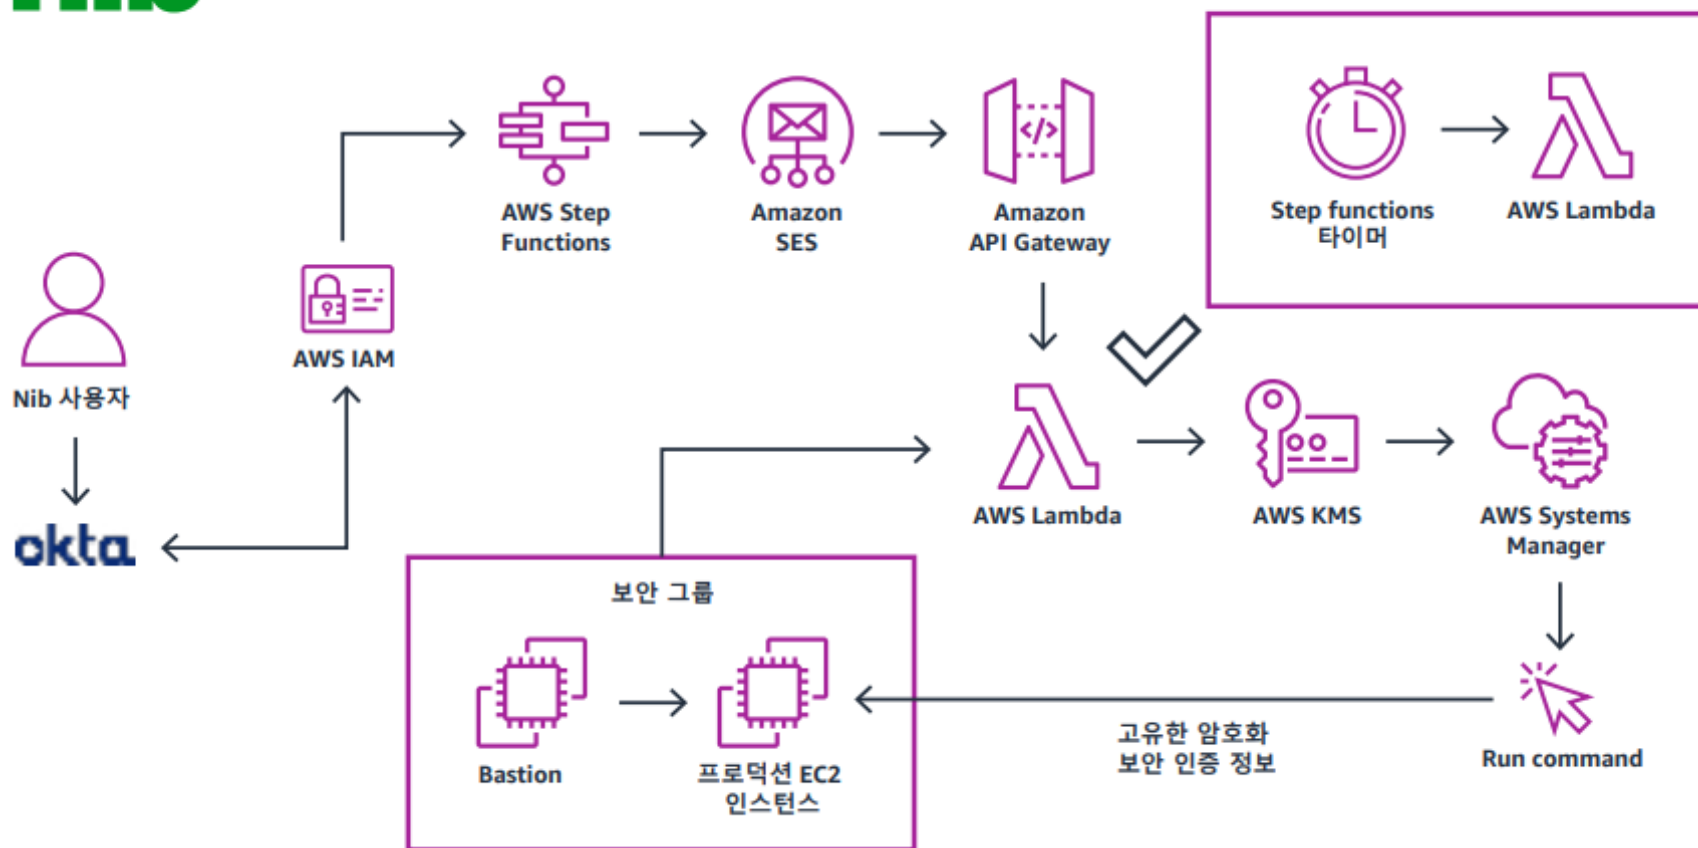 nib
AWS Step
Functions
Amazon
SES
Amazon
API Gateway
Step functions
타이머
AWS Lambda
AWS IAM
Nib 사용자
okta
AWS Lambda
AWS KMS
AWS Systems
Manager
보안 그룹
Bastion
프로덕션 EC2
인스턴스
고유한 암호화
보안 인증 정보
Run command